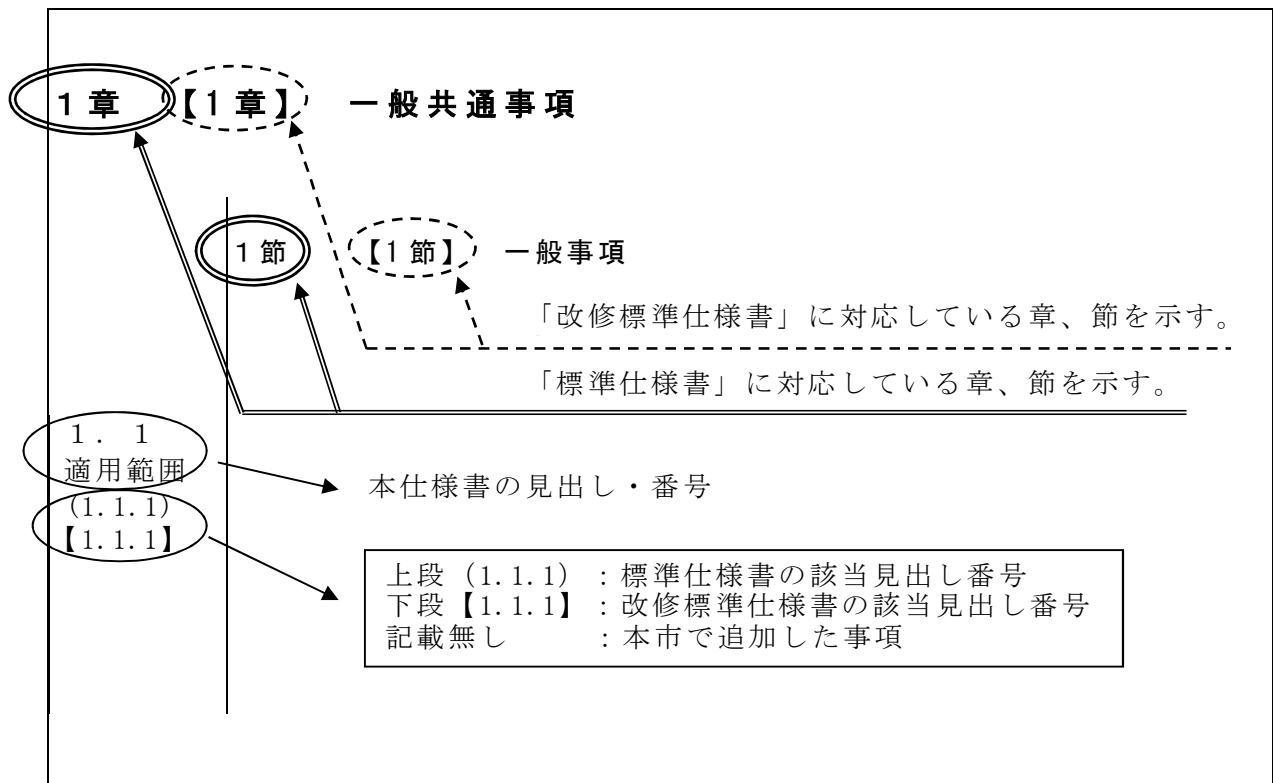 1章 【1章】 一般共通事項
1節 【1節】 一般事項
「改修標準仕様書」に対応している章、節を示す。
「標準仕様書」に対応している章、節を示す。
1. 1
適用範囲
本仕様書の見出し・番号
(1.1.1)
【1.1.1】
上段(1.1.1):標準仕様書の該当見出し番号
下段【1.1.1】:改修標準仕様書の該当見出し番号
記載無し :本市で追加した事項